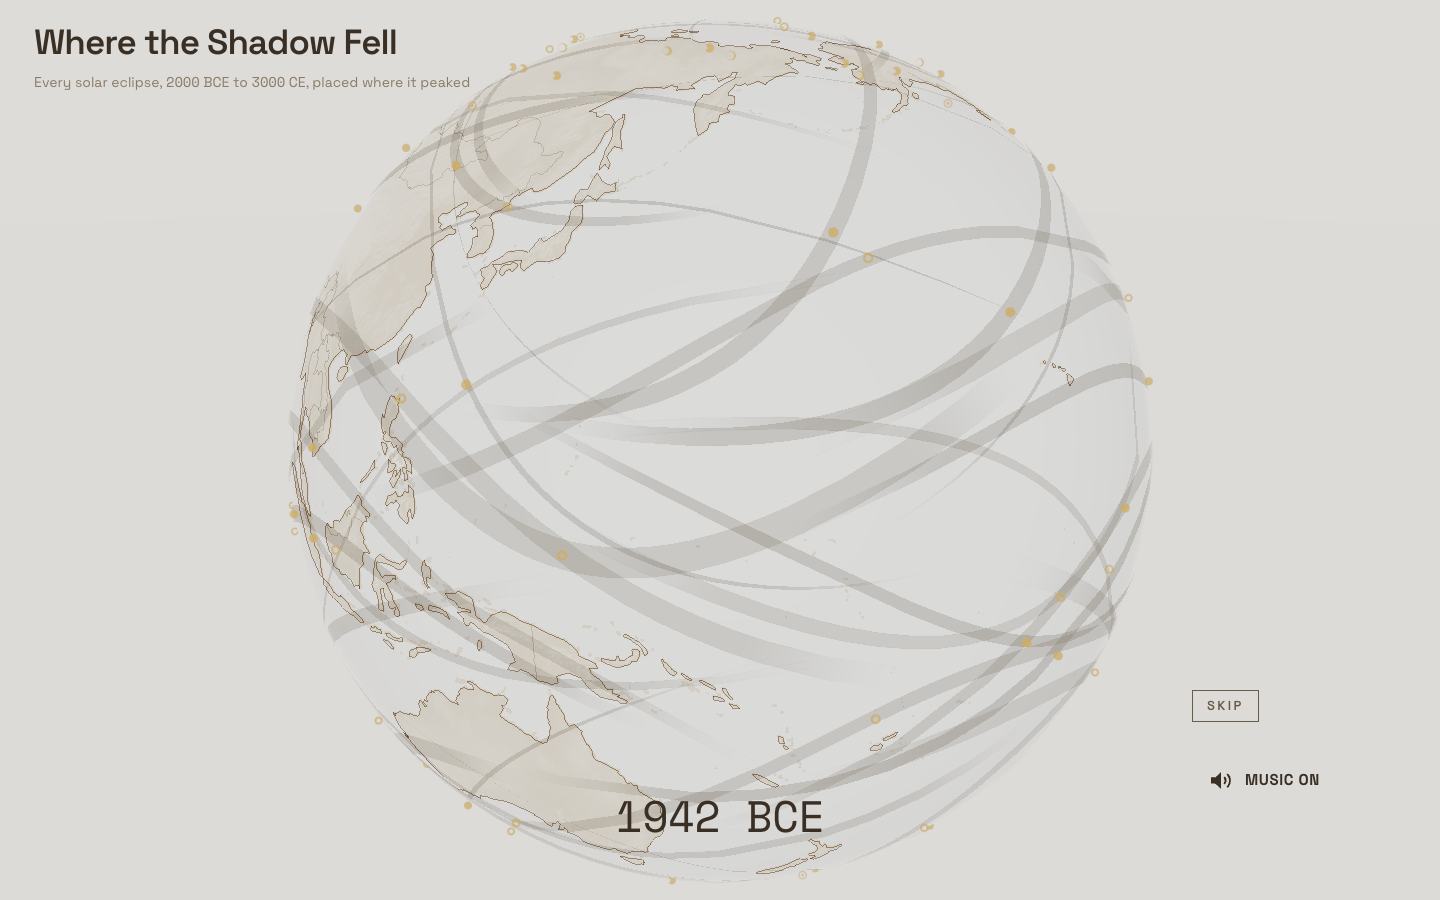 Where the Shadow Fell
Every solar eclipse, 2000 BCE to 3000 CE, placed where it peaked
SKIP
MUSIC ON
1942 BCE